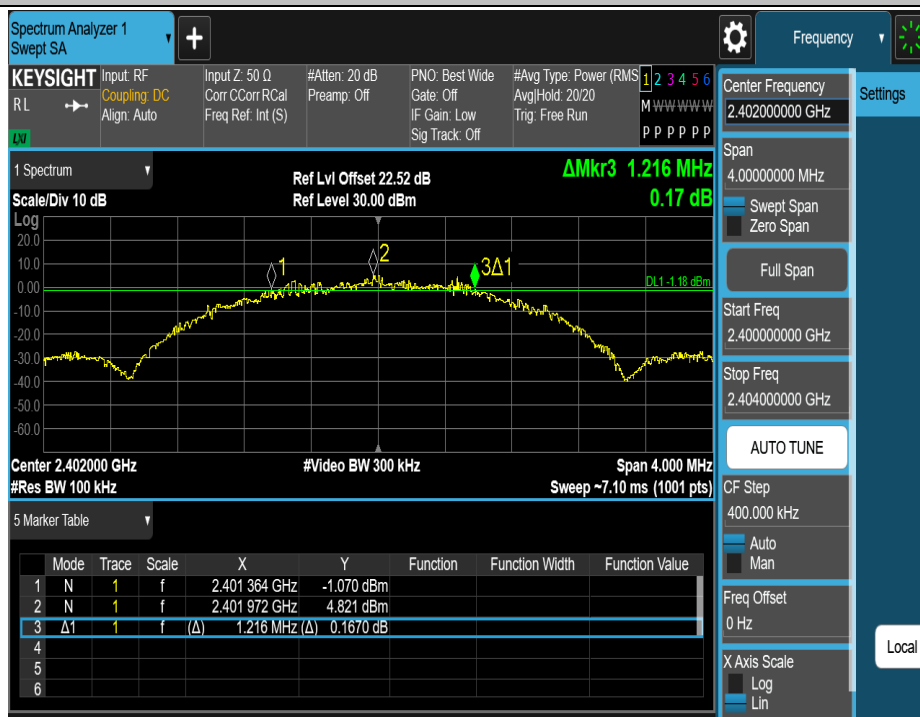 Spectrum Analyzer 1
Swept SA
+
Frequency
KEYSIGHT
RL
LXI
Input: RF
Coupling: DC
Align: Auto
Input Z: 50 Ω
Corr CCorr RCal
Freq Ref: Int (S)
#Atten: 20 dB
Preamp: Off
PNO: Best Wide
Gate: Off
IF Gain: Low
Sig Track: Off
#Avg Type: Power (RMS
Avg|Hold: 20/20
Trig: Free Run
1 2 3 4 5 6
M W W W W W
P P P P P P
1 Spectrum
Scale/Div 10 dB
Log
Ref Lvl Offset 22.52 dB
Ref Level 30.00 dBm
ΔMkr3 1.216 MHz
0.17 dB
20.0
10.0
0.00
-10.0
-20.0
-30.0
-40.0
-50.0
-60.0
1
2
3Δ1
DL1 -1.18 dBm
Center 2.402000 GHz
#Video BW 300 kHz
Span 4.000 MHz
#Res BW 100 kHz
Sweep ~7.10 ms (1001 pts)
5 Marker Table
Mode Trace Scale X Y Function Function Width Function Value
1 N 1 f 2.401 364 GHz -1.070 dBm
2 N 1 f 2.401 972 GHz 4.821 dBm
3 Δ1 1 f (Δ) 1.216 MHz (Δ) 0.1670 dB
4
5
6
Center Frequency
2.402000000 GHz
Settings
Span
4.00000000 MHz
Swept Span
Zero Span
Full Span
Start Freq
2.400000000 GHz
Stop Freq
2.404000000 GHz
AUTO TUNE
CF Step
400.000 kHz
Auto
Man
Freq Offset
0 Hz
Local
X Axis Scale
Log
Lin